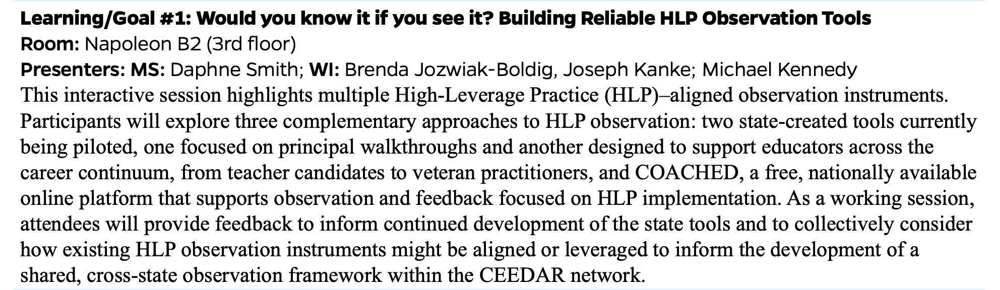 Learning/Goal #1: Would you know it if you see it? Building Reliable HLP Observation Tools
Room: Napoleon B2 (3rd floor)
Presenters: MS: Daphne Smith; WI: Brenda Jozwiak-Boldig, Joseph Kanke; Michael Kennedy
This interactive session highlights multiple High-Leverage Practice (HLP)–aligned observation instruments.
Participants will explore three complementary approaches to HLP observation: two state-created tools currently
being piloted, one focused on principal walkthroughs and another designed to support educators across the
career continuum, from teacher candidates to veteran practitioners, and COACHED, a free, nationally available
online platform that supports observation and feedback focused on HLP implementation. As a working session,
attendees will provide feedback to inform continued development of the state tools and to collectively consider
how existing HLP observation instruments might be aligned or leveraged to inform the development of a
shared, cross-state observation framework within the CEEDAR network.